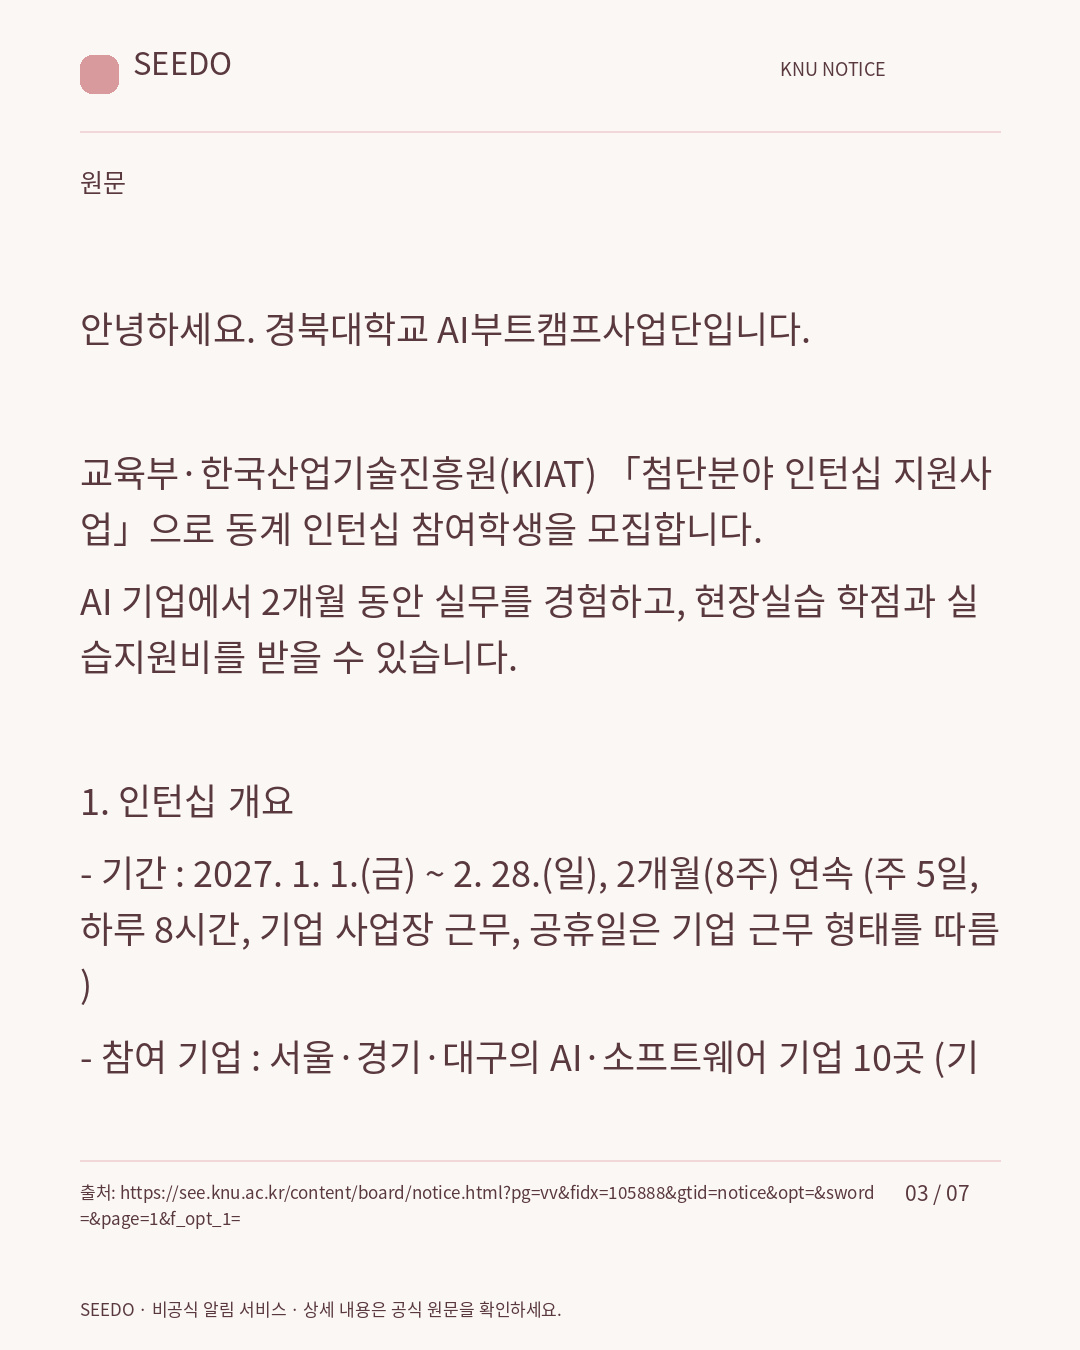 SEEDO
KNU NOTICE
원문
안녕하세요. 경북대학교 AI부트캠프사업단입니다.
교육부·한국산업기술진흥원(KIAT) 「첨단분야 인턴십 지원사
업」으로 동계 인턴십 참여학생을 모집합니다.
AI 기업에서 2개월 동안 실무를 경험하고, 현장실습 학점과 실
습지원비를 받을 수 있습니다.
1. 인턴십 개요
- 기간 : 2027. 1. 1.(금) ~ 2. 28.(일), 2개월(8주) 연속 (주 5일,
하루 8시간, 기업 사업장 근무, 공휴일은 기업 근무 형태를 따름
)
- 참여 기업 : 서울·경기·대구의 AI·소프트웨어 기업 10곳 (기
출처: https://see.knu.ac.kr/content/board/notice.html?pg=vv&fidx=105888&gtid=notice&opt=&sword
=&page=1&f_opt_1=
03 / 07
SEEDO · 비공식 알림 서비스 · 상세 내용은 공식 원문을 확인하세요.